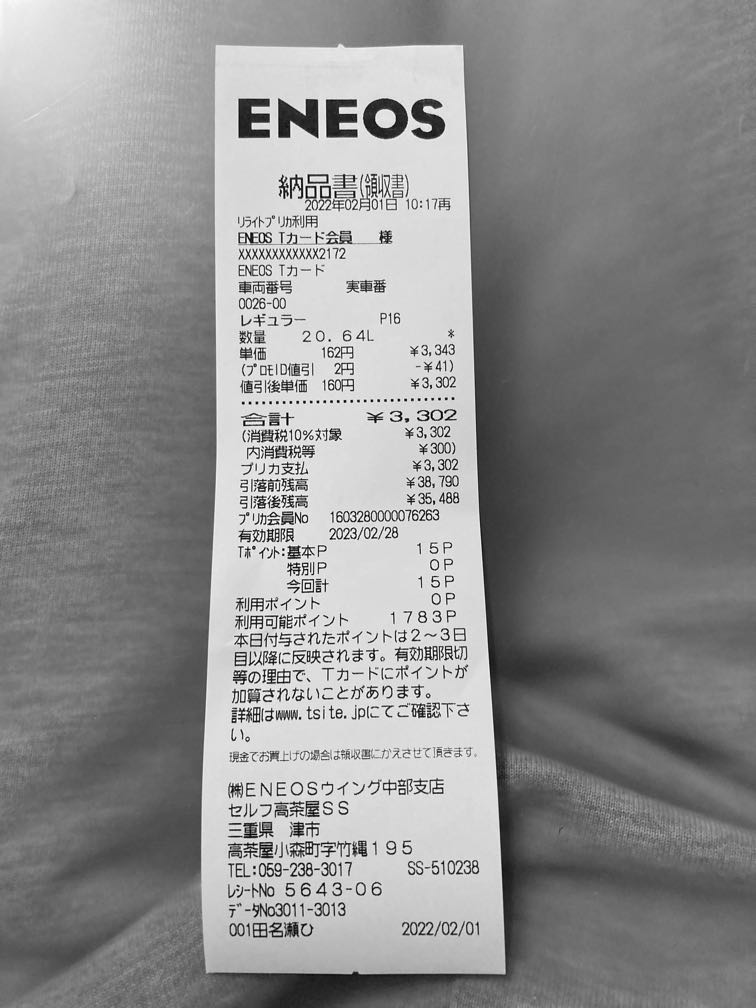 ENEOS
納品書(領収書)
2022年02月01日 10:17再
リライトプリカ利用
ENEOS Tカード会員 様
XXXXXXXXXXXX2172
ENEOS Tカード
車両番号 実車番
0026-00
レギュラー P16
数量 20.64L *
単価 162円 ¥3,343
(プロモID値引 2円 -¥41)
値引後単価 160円 ¥3,302
合計 ¥3,302
(消費税10%対象 ¥3,302
内消費税等 ¥300)
プリカ支払 ¥3,302
引落前残高 ¥38,790
引落後残高 ¥35,488
プリカ会員No 1603280000076263
有効期限 2023/02/28
Tポイント:基本P 15P
特別P 0P
今回計 15P
利用ポイント 0P
利用可能ポイント 1783P
本日付与されたポイントは2~3日
目以降に反映されます。有効期限切
等の理由で、Tカードにポイントが
加算されないことがあります。
詳細はwww.tsite.jpにてご確認下さ
い。
現金でお買上げの場合は領収書にかえさせて頂きます。
㈱ENEOSウイング中部支店
セルフ高茶屋SS
三重県 津市
高茶屋小森町字竹縄195
TEL:059-238-3017 SS-510238
レシートNo 5643-06
データNo3011-3013
001田名瀬ひ 2022/02/01